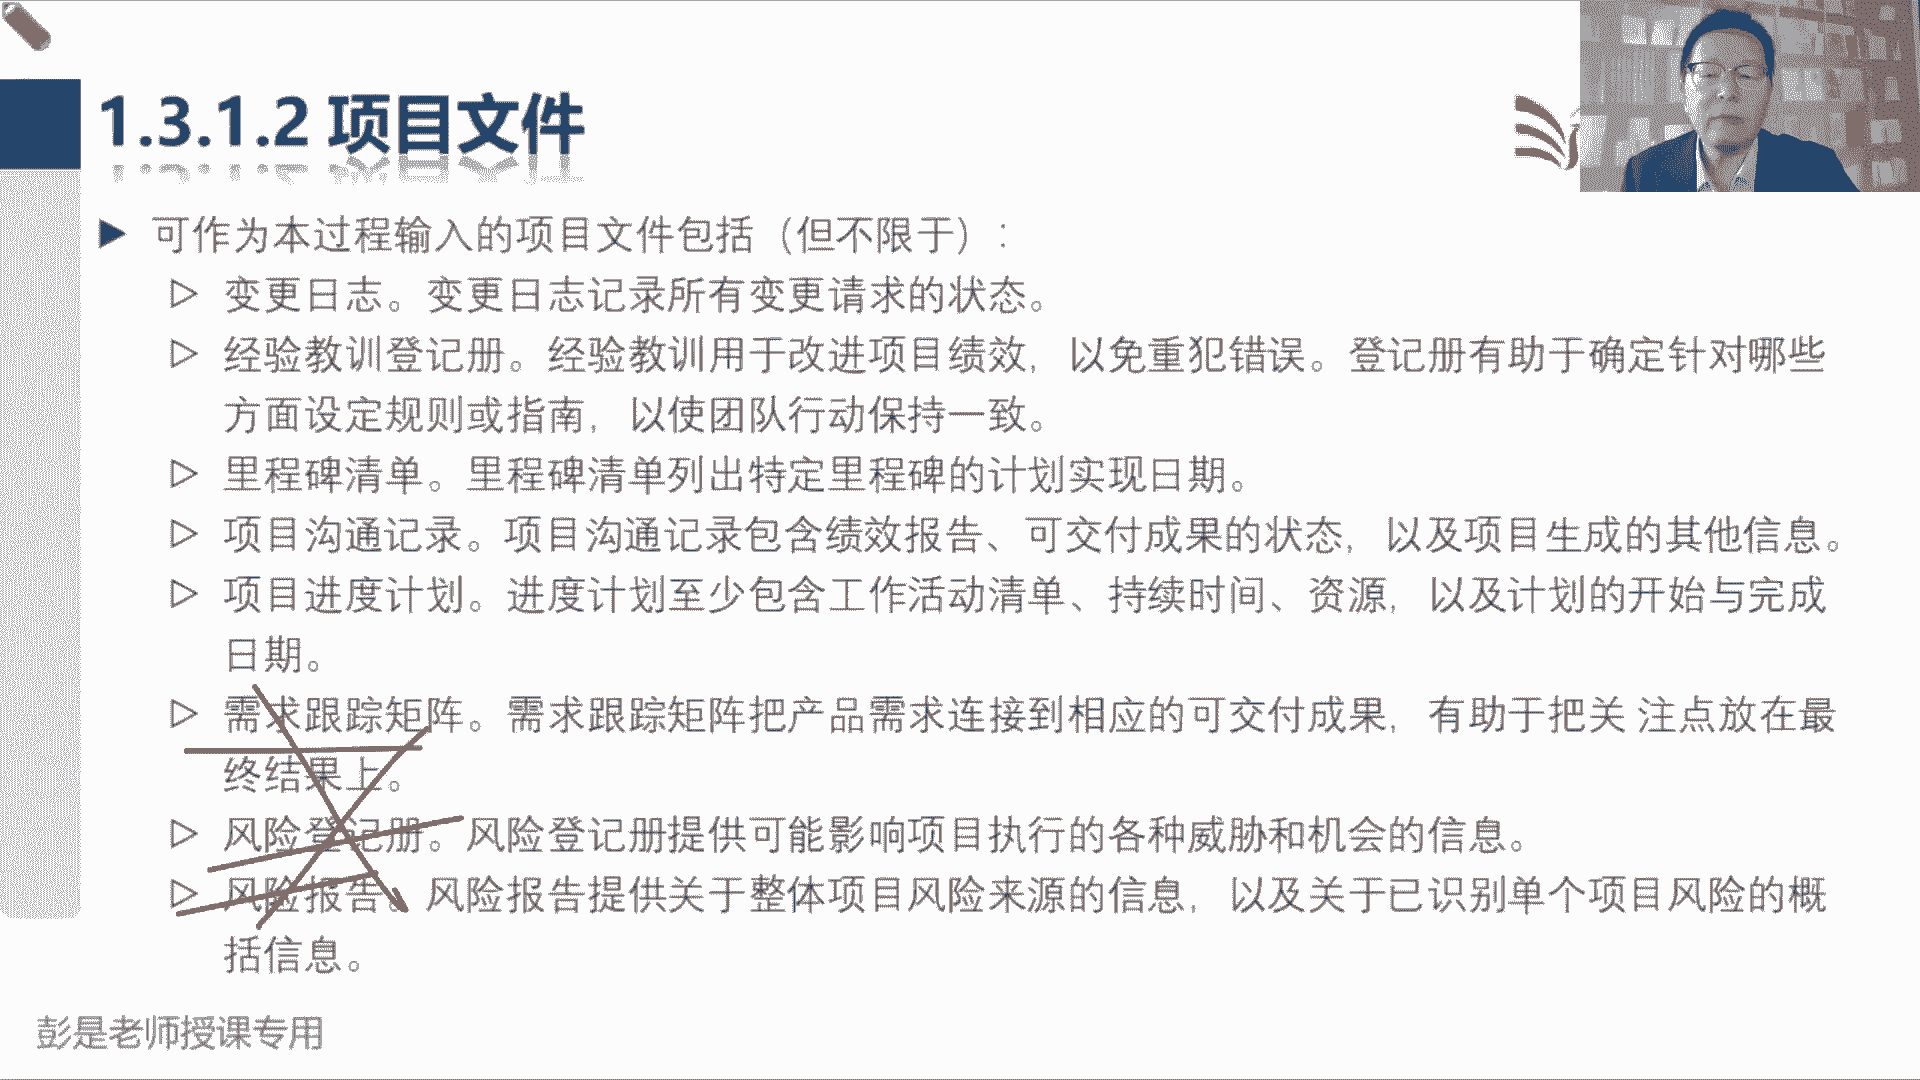 1.3.1.2 项目文件
可作为本过程输入的项目文件包括（但不限于）：
变更日志。变更日志记录所有变更请求的状态。
经验教训登记册。经验教训用于改进项目绩效，以免重犯错误。登记册有助于确定针对哪些
方面设定规则或指南，以使团队行动保持一致。
里程碑清单。里程碑清单列出特定里程碑的计划实现日期。
项目沟通记录。项目沟通记录包含绩效报告、可交付成果的状态，以及项目生成的其他信息。
项目进度计划。进度计划至少包含工作活动清单、持续时间、资源，以及计划的开始与完成
日期。
需求跟踪矩阵。需求跟踪矩阵把产品需求连接到相应的可交付成果，有助于把关 注点放在最
终结果上。
风险登记册。风险登记册提供可能影响项目执行的各种威胁和机会的信息。
风险报告。风险报告提供关于整体项目风险来源的信息，以及关于已识别单个项目风险的概
括信息。
彭是老师授课专用